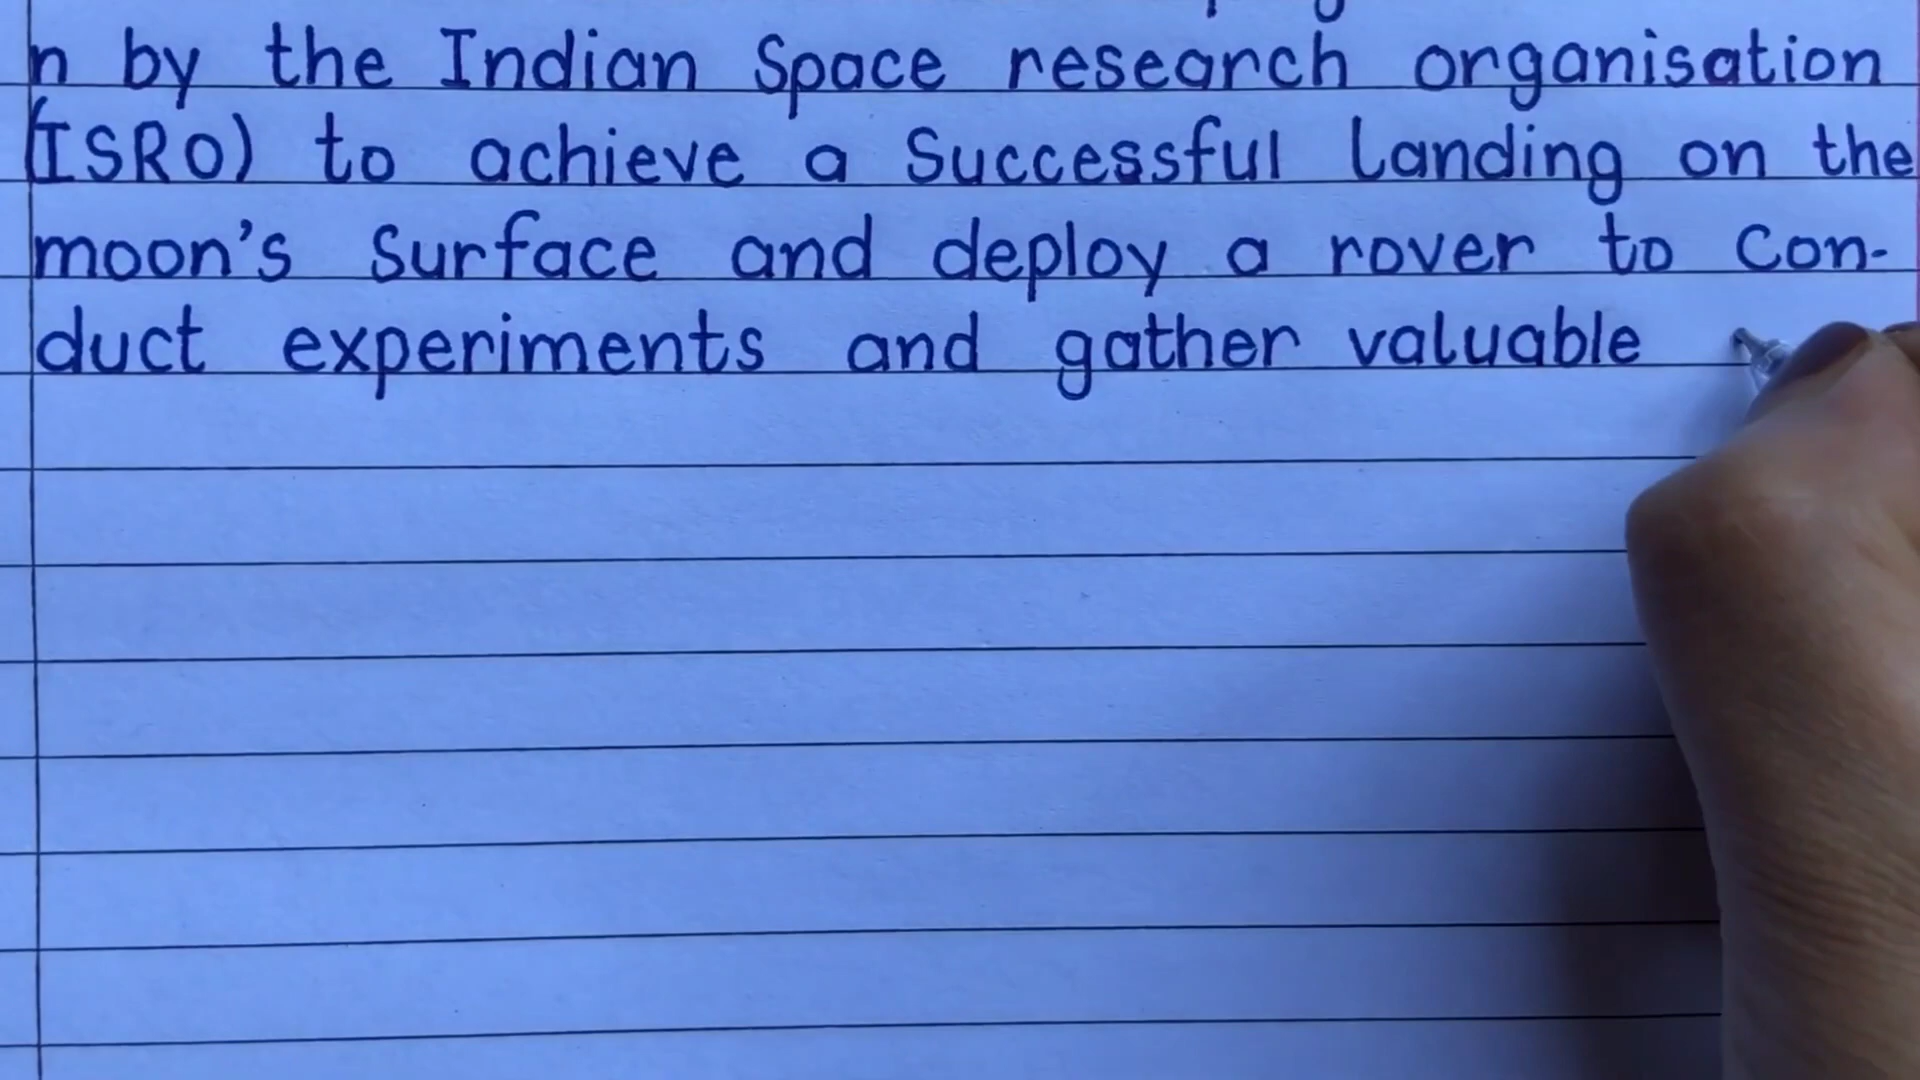 n by the Indian Space research organisation
(ISRO) to achieve a Successful landing on the
moon's Surface and deploy a rover to Con-
duct experiments and gather valuable